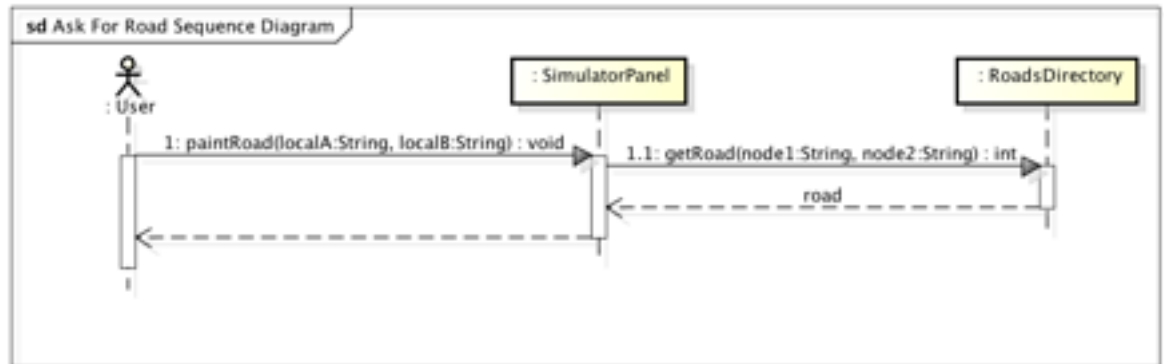 sd Ask For Road Sequence Diagram
: User
: SimulatorPanel
: RoadsDirectory
1: paintRoad(localA:String, localB:String) : void
1.1: getRoad(node1:String, node2:String) : int
road